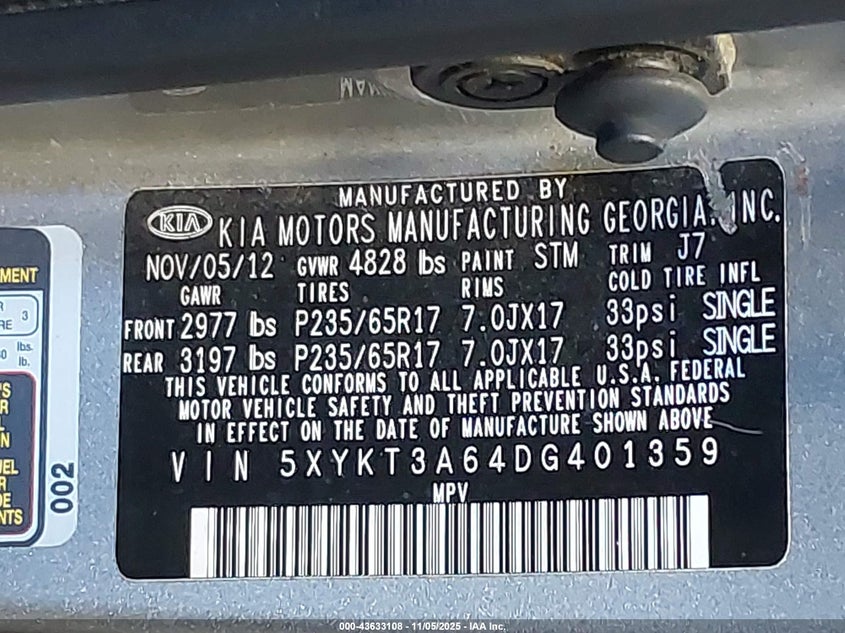 MANUFACTURED BY
KIA KIA MOTORS MANUFACTURING GEORGIA, INC.
NOV/05/12 GVWR 4828 lbs PAINT STM TRIM J7
GAWR TIRES RIMS COLD TIRE INFL
FRONT 2977 lbs P235/65R17 7.0JX17 33psi SINGLE
REAR 3197 lbs P235/65R17 7.0JX17 33psi SINGLE
THIS VEHICLE CONFORMS TO ALL APPLICABLE U.S.A. FEDERAL
MOTOR VEHICLE SAFETY AND THEFT PREVENTION STANDARDS
IN EFFECT ON THE DATE OF MANUFACTURE SHOWN ABOVE
VIN 5XYKT3A64DG401359
MPV
MENT
3
lbs.
lb.
002
000-43633108 - 11/05/2025 - IAA Inc.